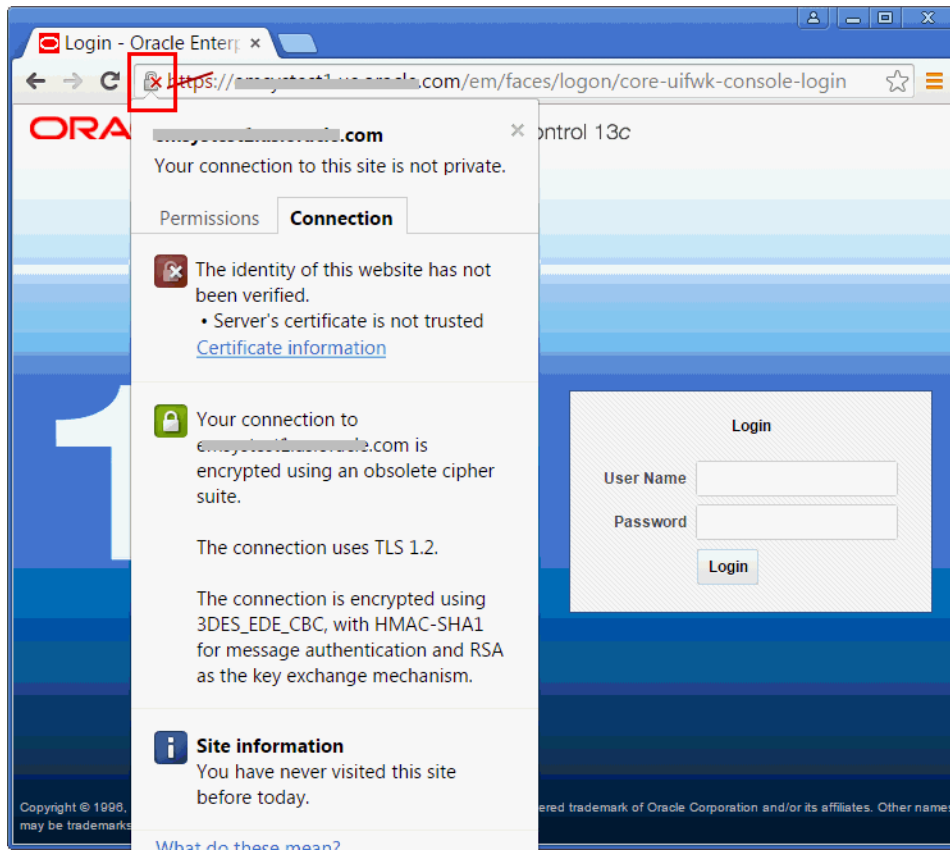 Login - Oracle Enterp
https:// .com/em/faces/logon/core-uifwk-console-login
ORA ontrol 13c
.com
Your connection to this site is not private.
Permissions Connection
The identity of this website has not
been verified.
• Server's certificate is not trusted
Certificate information
Your connection to
.com is
encrypted using an obsolete cipher
suite.
The connection uses TLS 1.2.
The connection is encrypted using
3DES_EDE_CBC, with HMAC-SHA1
for message authentication and RSA
as the key exchange mechanism.
Site information
You have never visited this site
before today.
What do these mean?
1
Login
User Name
Password
Login
Copyright © 1996, ered trademark of Oracle Corporation and/or its affiliates. Other names
may be trademarks